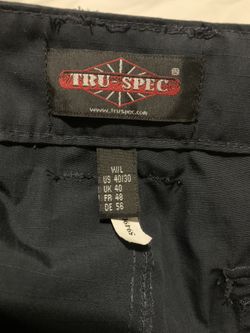 TRU-SPEC
®
www.truspec.com
W/L
US 40/30
UK 40
FR 48
DE 56